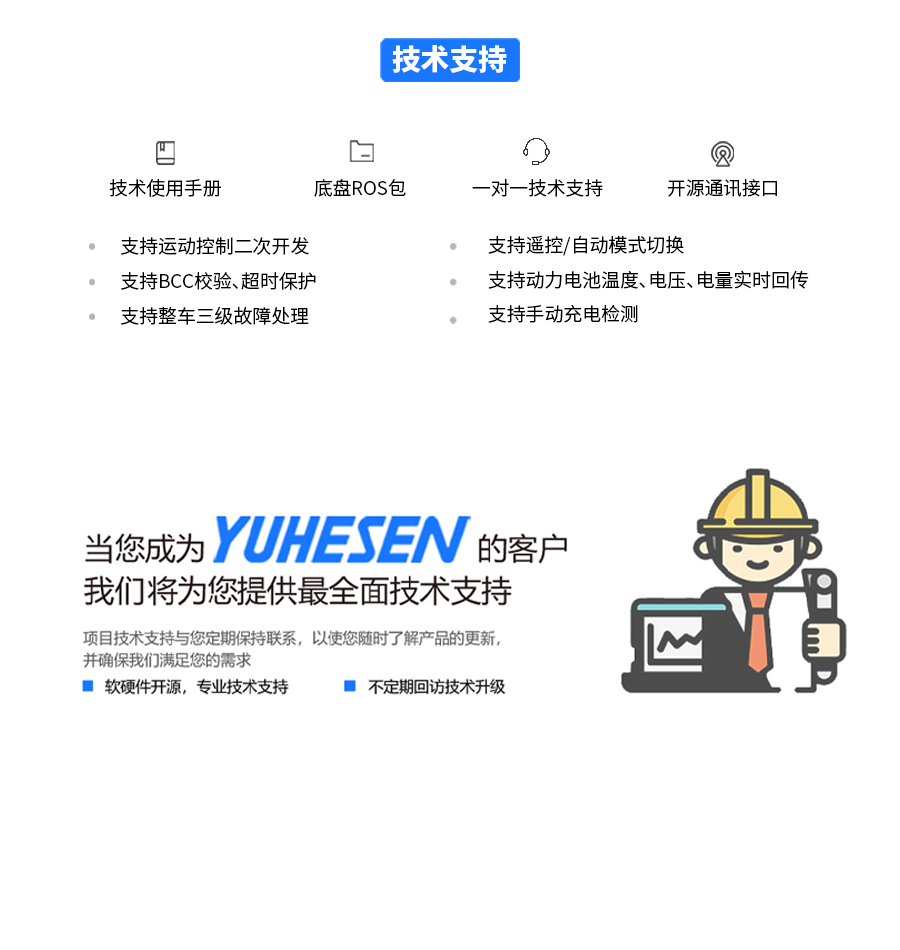 技术支持
技术使用手册
底盘ROS包
一对一技术支持
开源通讯接口
支持运动控制二次开发
支持BCC校验、超时保护
支持整车三级故障处理
支持遥控/自动模式切换
支持动力电池温度、电压、电量实时回传
支持手动充电检测
当您成为YUHESEN的客户
我们将为您提供最全面技术支持
项目技术支持与您定期保持联系，以使您随时了解产品的更新，
并确保我们满足您的需求
软硬件开源，专业技术支持
不定期回访技术升级